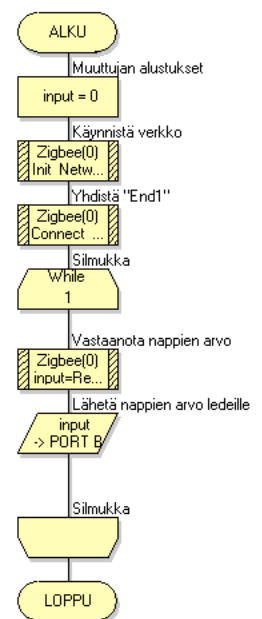 ALKU
Muuttujan alustukset
input = 0
Käynnistä verkko
Zigbee(0)
Init Netw...
Yhdistä "End1"
Zigbee(0)
Connect ...
Silmukka
While
1
Vastaanota nappien arvo
Zigbee(0)
input=Re...
Lähetä nappien arvo ledeille
input
-> PORT B
Silmukka
LOPPU